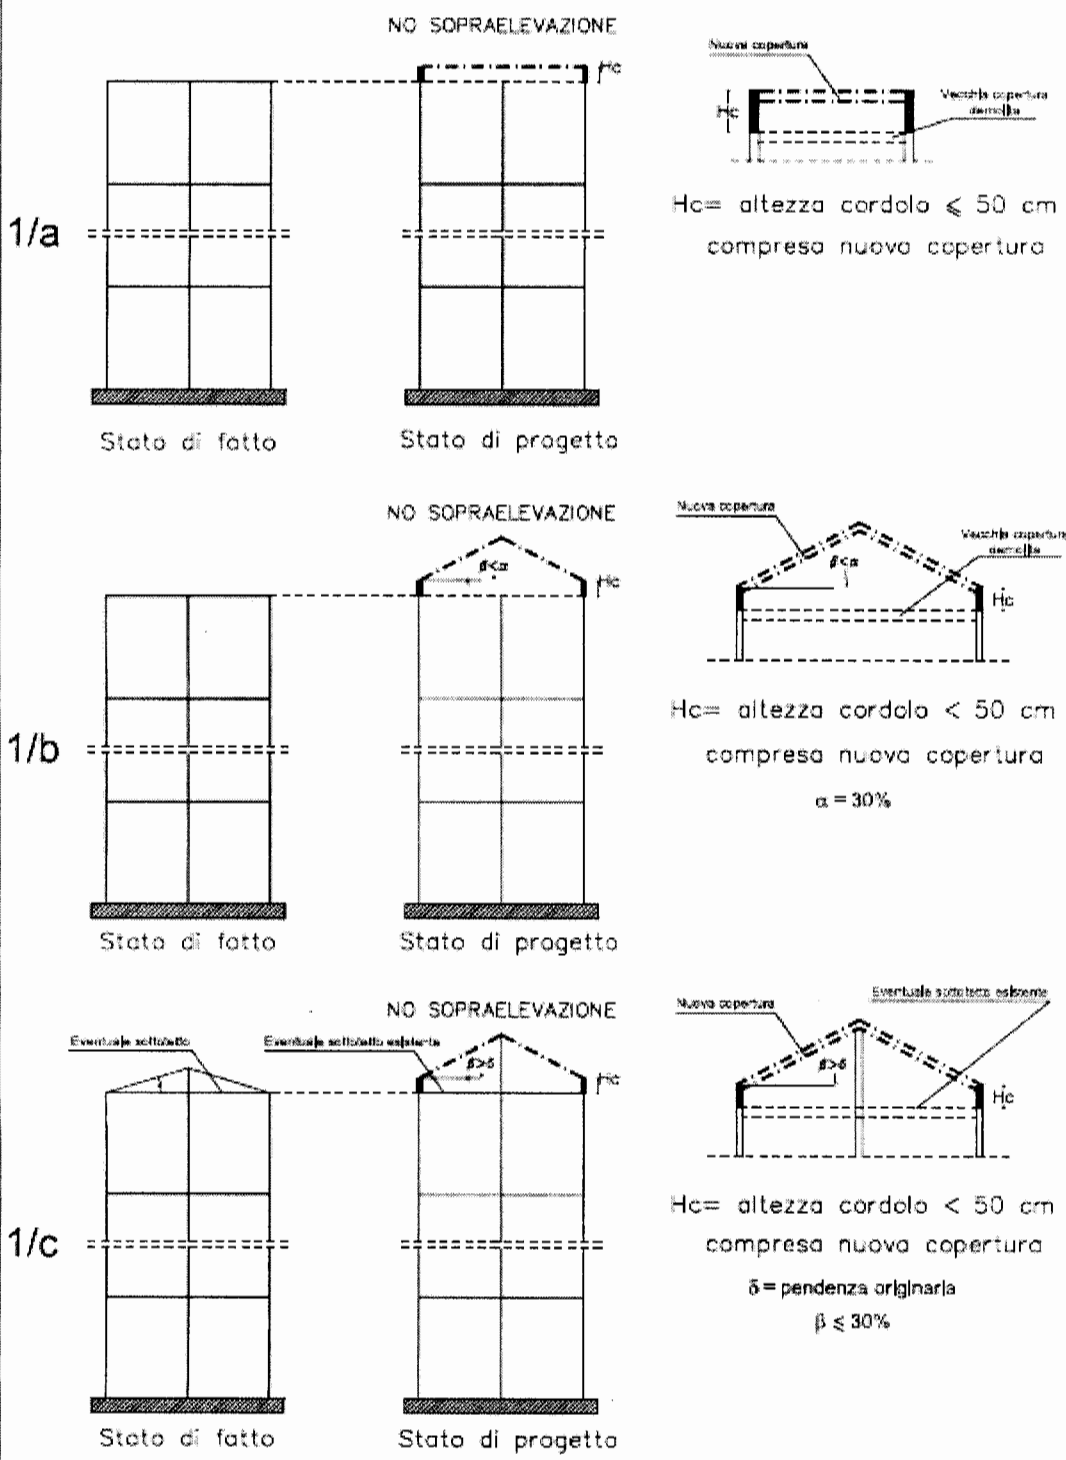 NO SOPRAELEVAZIONE
Hc
Nuova copertura
Vecchia copertura
demolita
Hc
Hc= altezza cordolo ⩽ 50 cm
compresa nuova copertura
1/a
Stato di fatto
Stato di progetto
NO SOPRAELEVAZIONE
β<α
Hc
Nuova copertura
Vecchia copertura
demolita
β<α
Hc
Hc= altezza cordolo < 50 cm
compresa nuova copertura
α = 30%
1/b
Stato di fatto
Stato di progetto
NO SOPRAELEVAZIONE
Eventuale sottotetto
Eventuale sottotetto esistente
β>δ
Hc
Nuova copertura
Eventuale sottotetto esistente
β>δ
Hc
Hc= altezza cordolo < 50 cm
compresa nuova copertura
δ = pendenza originaria
β ⩽ 30%
1/c
Stato di fatto
Stato di progetto